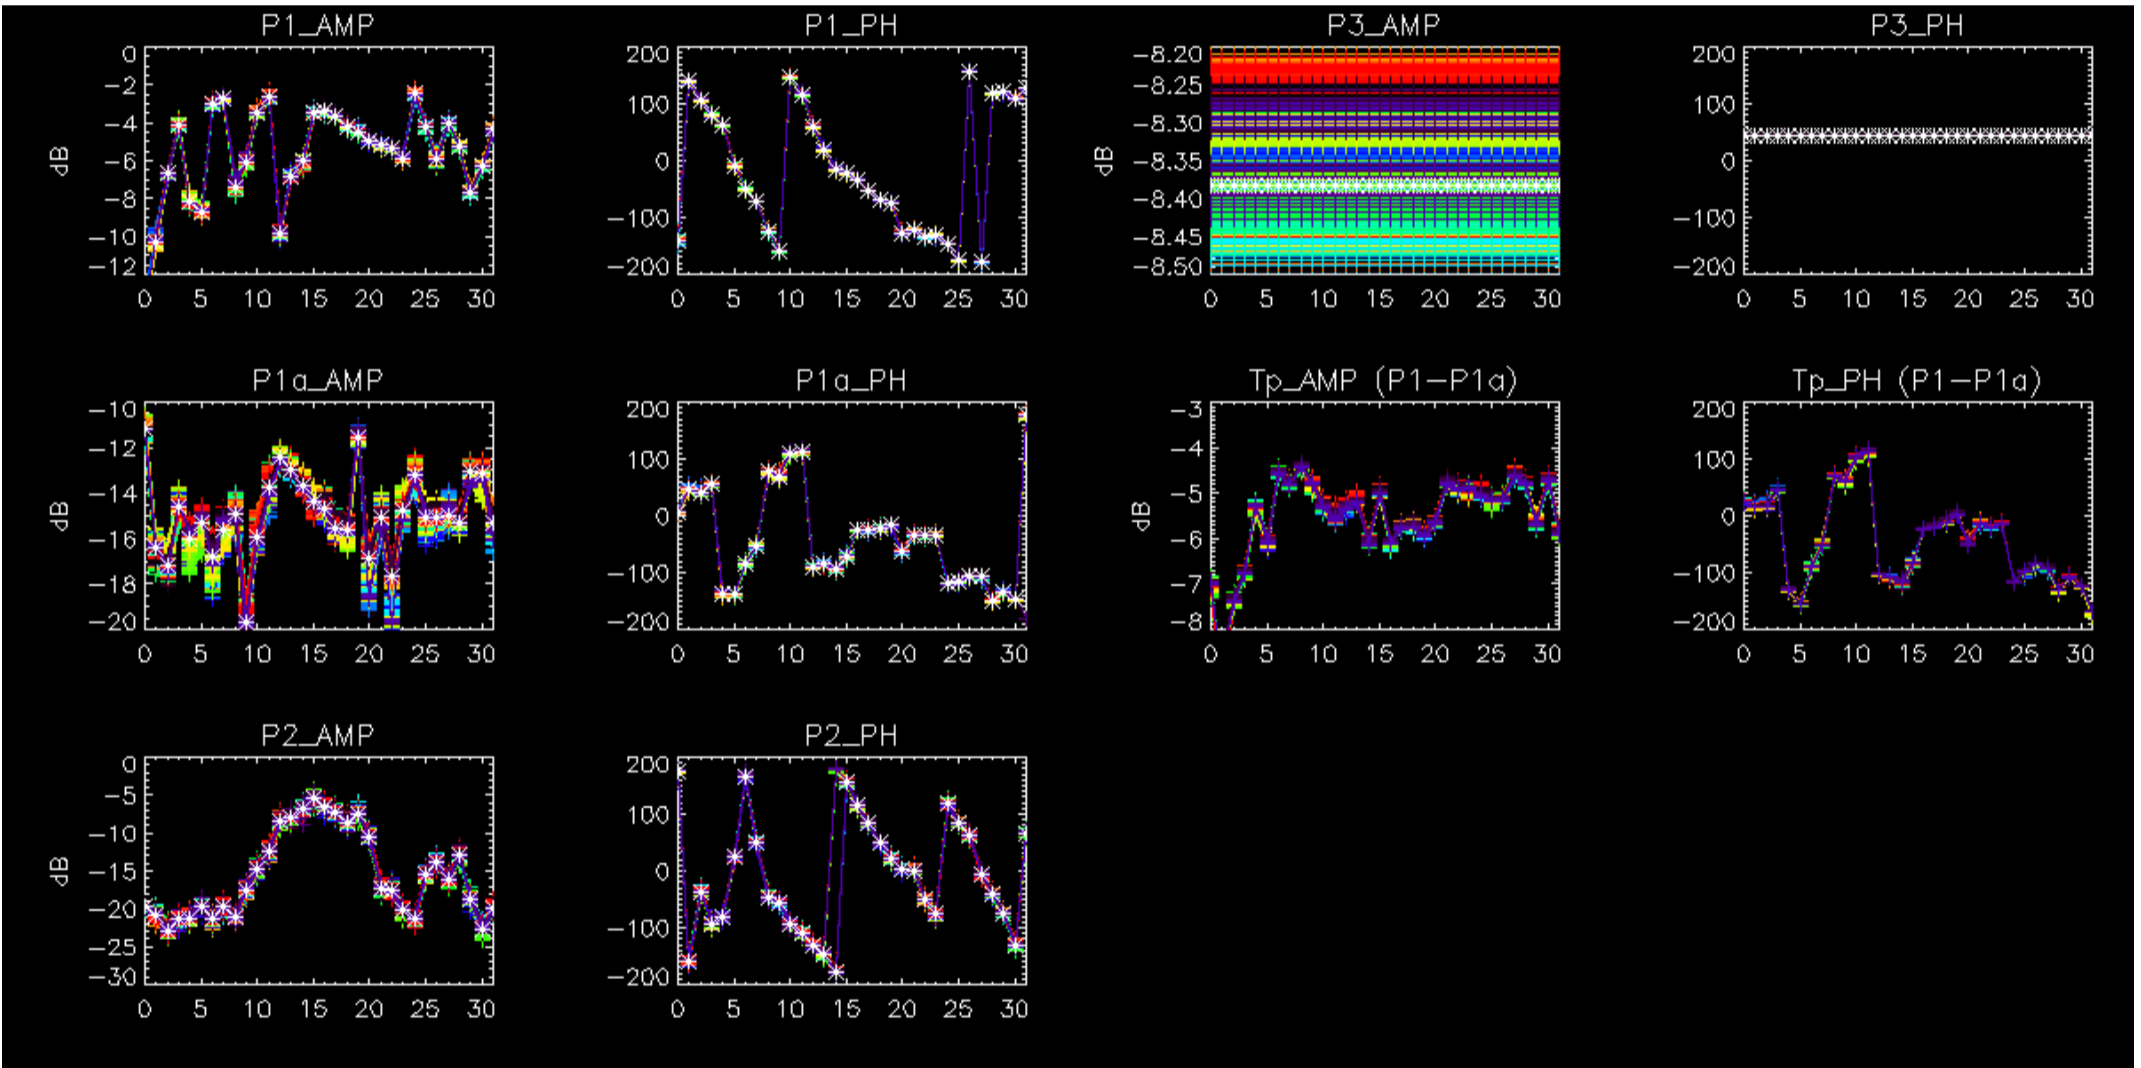 P1_AMP
P1_PH
P3_AMP
P3_PH
0
−2
−4
−6
−8
−10
−12
dB
0 5 10 15 20 25 30
200
100
0
−100
−200
0 5 10 15 20 25 30
−8.20
−8.25
−8.30
−8.35
−8.40
−8.45
−8.50
dB
0 5 10 15 20 25 30
200
100
0
−100
−200
0 5 10 15 20 25 30
P1a_AMP
P1a_PH
Tp_AMP (P1−P1a)
Tp_PH (P1−P1a)
−10
−12
−14
−16
−18
−20
dB
0 5 10 15 20 25 30
200
100
0
−100
−200
0 5 10 15 20 25 30
−3
−4
−5
−6
−7
−8
dB
0 5 10 15 20 25 30
200
100
0
−100
−200
0 5 10 15 20 25 30
P2_AMP
P2_PH
0
−5
−10
−15
−20
−25
−30
dB
0 5 10 15 20 25 30
200
100
0
−100
−200
0 5 10 15 20 25 30